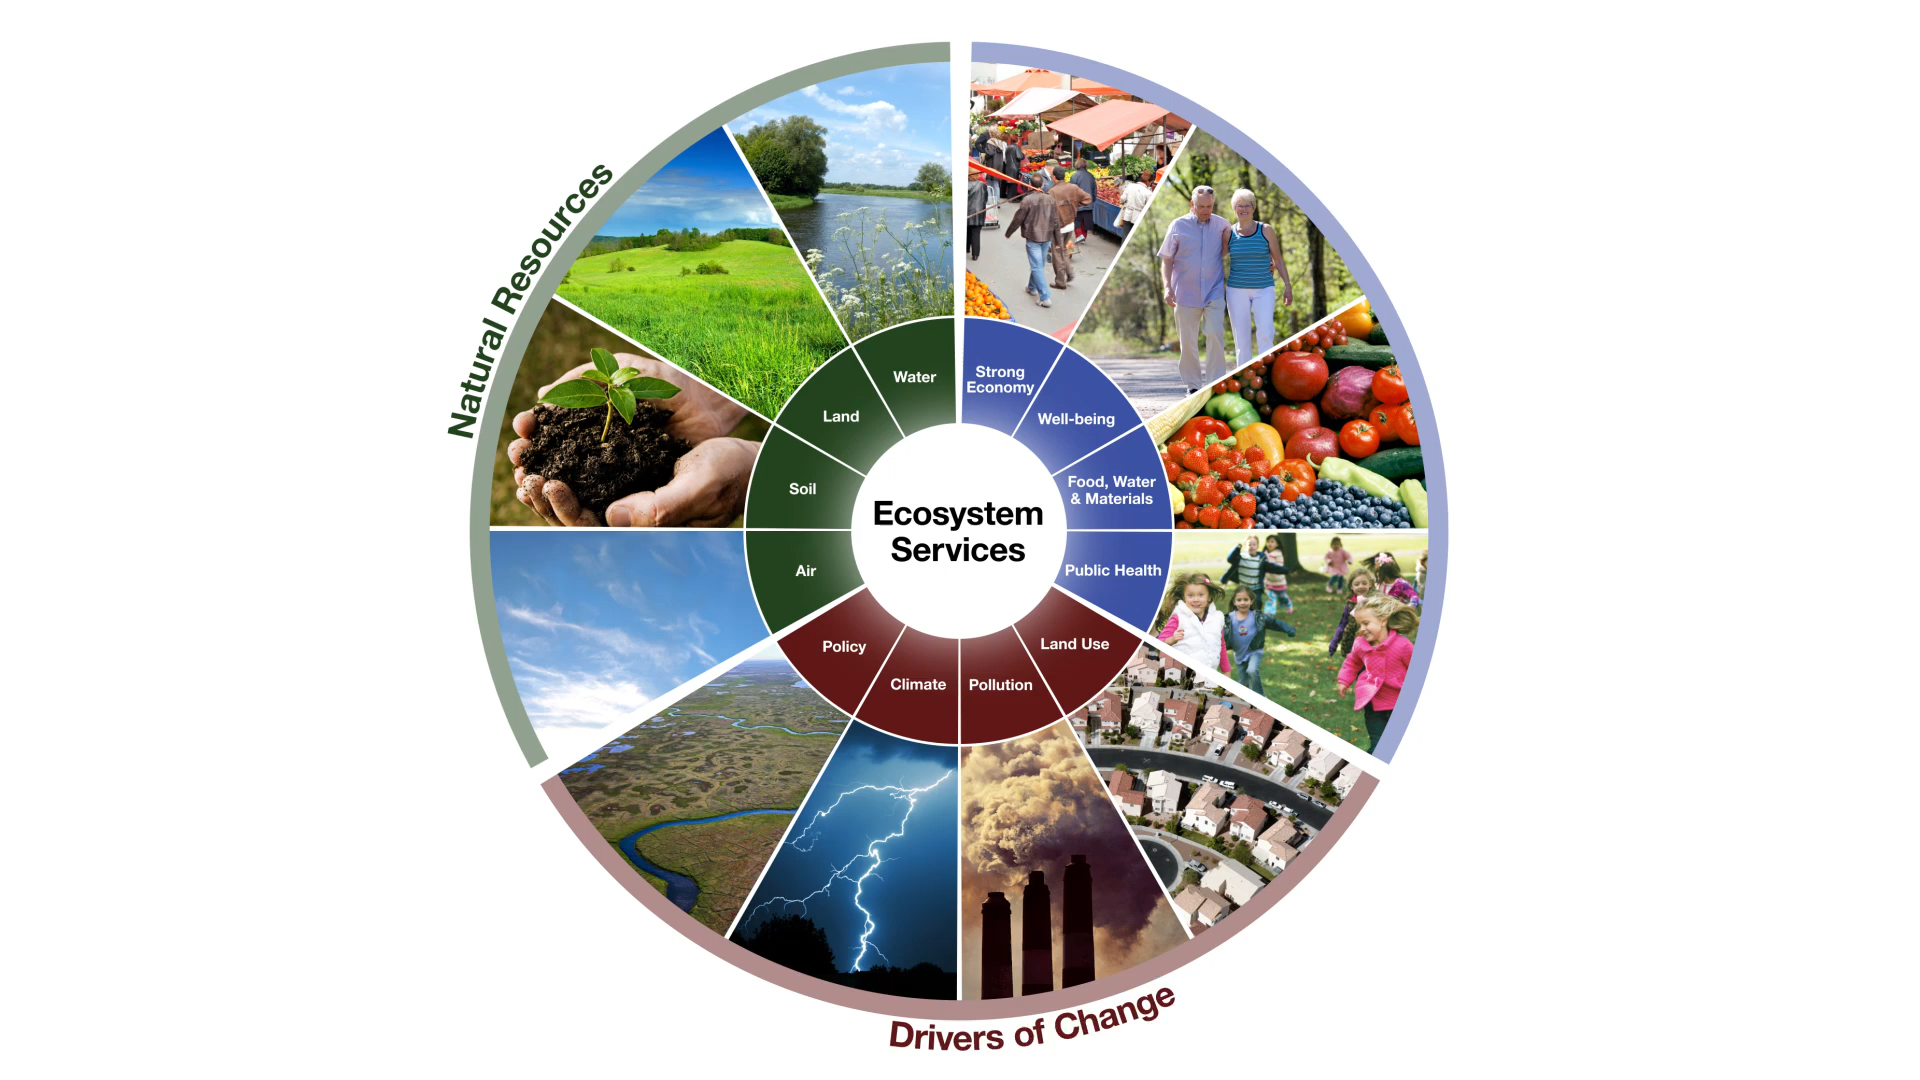 Natural Resources
Water
Land
Soil
Air
Strong
Economy
Well-being
Food, Water
& Materials
Public Health
Ecosystem
Services
Policy
Climate
Pollution
Land Use
Drivers of Change